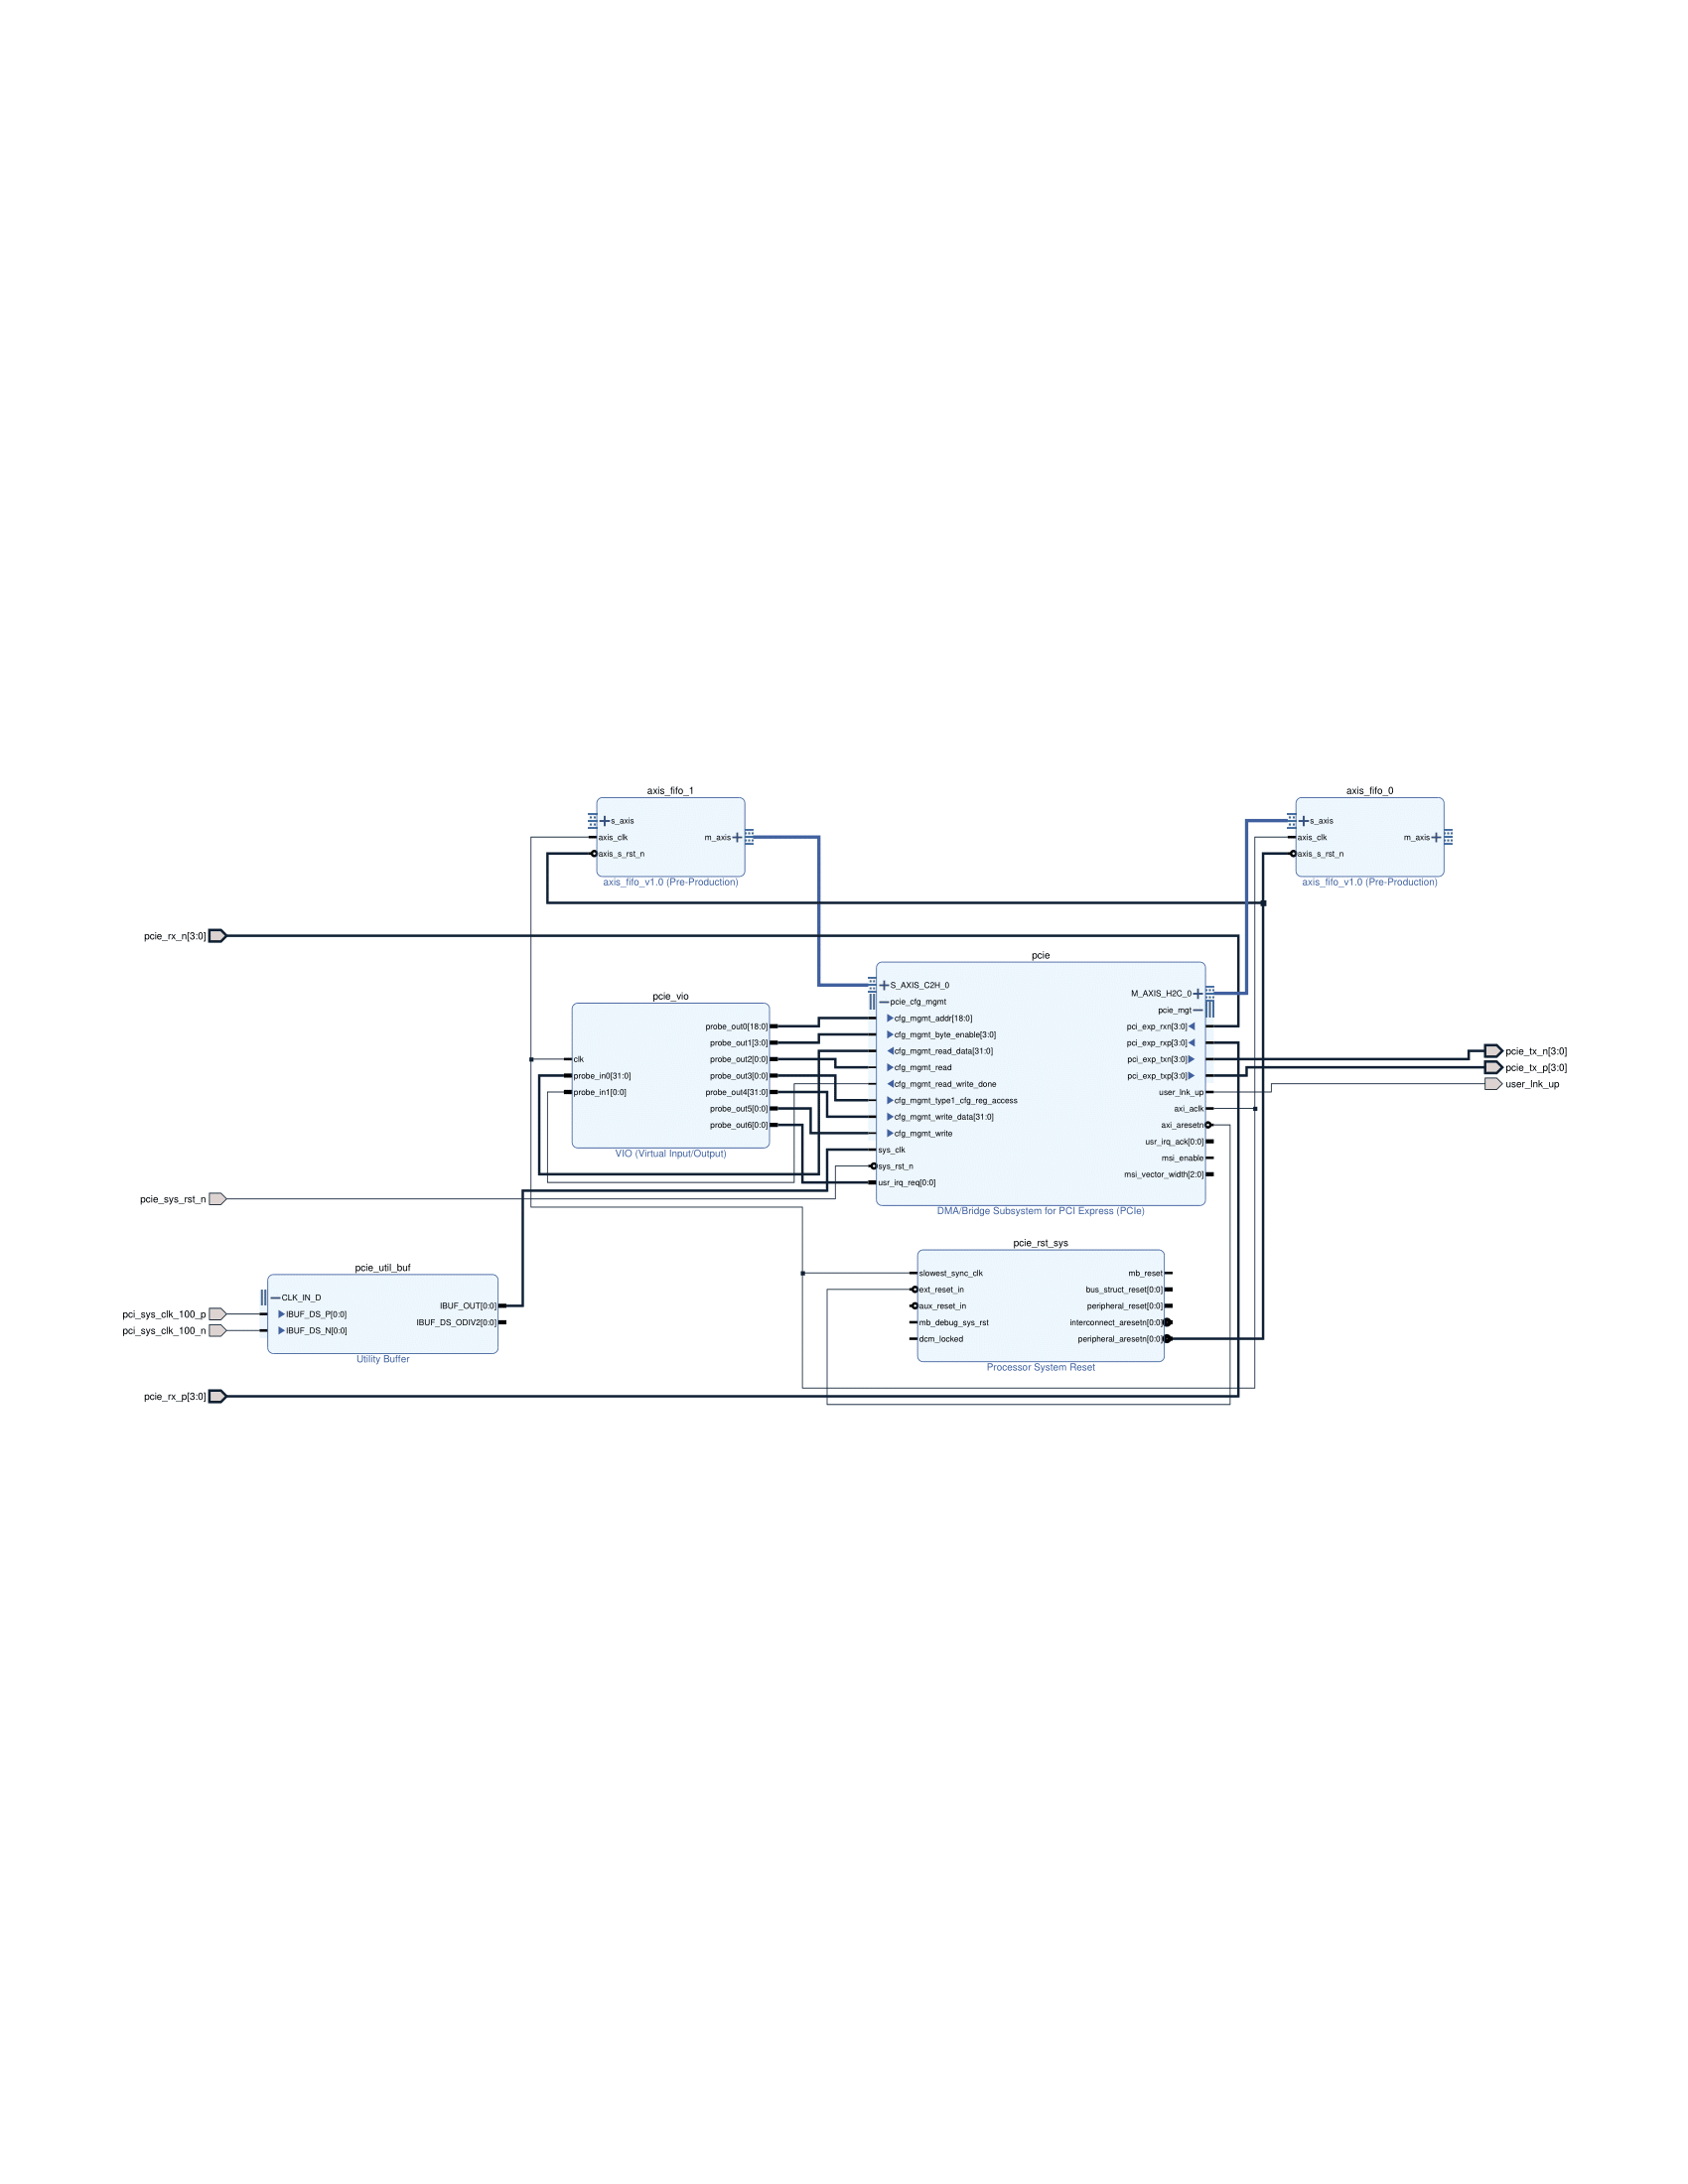 axis_fifo_1
s_axis
axis_clk
axis_s_rst_n
m_axis
axis_fifo_v1.0 (Pre-Production)
axis_fifo_0
s_axis
axis_clk
axis_s_rst_n
m_axis
axis_fifo_v1.0 (Pre-Production)
pcie_rx_n[3:0]
pcie
S_AXIS_C2H_0
pcie_cfg_mgmt
cfg_mgmt_addr[18:0]
cfg_mgmt_byte_enable[3:0]
cfg_mgmt_read_data[31:0]
cfg_mgmt_read
cfg_mgmt_read_write_done
cfg_mgmt_type1_cfg_reg_access
cfg_mgmt_write_data[31:0]
cfg_mgmt_write
sys_clk
sys_rst_n
usr_irq_req[0:0]
M_AXIS_H2C_0
pcie_mgt
pci_exp_rxn[3:0]
pci_exp_rxp[3:0]
pci_exp_txn[3:0]
pci_exp_txp[3:0]
user_lnk_up
axi_aclk
axi_aresetn
usr_irq_ack[0:0]
msi_enable
msi_vector_width[2:0]
DMA/Bridge Subsystem for PCI Express (PCIe)
pcie_vio
clk
probe_in0[31:0]
probe_in1[0:0]
probe_out0[18:0]
probe_out1[3:0]
probe_out2[0:0]
probe_out3[0:0]
probe_out4[31:0]
probe_out5[0:0]
probe_out6[0:0]
VIO (Virtual Input/Output)
pcie_tx_n[3:0]
pcie_tx_p[3:0]
user_lnk_up
pcie_sys_rst_n
pcie_util_buf
CLK_IN_D
IBUF_DS_P[0:0]
IBUF_DS_N[0:0]
IBUF_OUT[0:0]
IBUF_DS_ODIV2[0:0]
Utility Buffer
pci_sys_clk_100_p
pci_sys_clk_100_n
pcie_rst_sys
slowest_sync_clk
ext_reset_in
aux_reset_in
mb_debug_sys_rst
dcm_locked
mb_reset
bus_struct_reset[0:0]
peripheral_reset[0:0]
interconnect_aresetn[0:0]
peripheral_aresetn[0:0]
Processor System Reset
pcie_rx_p[3:0]